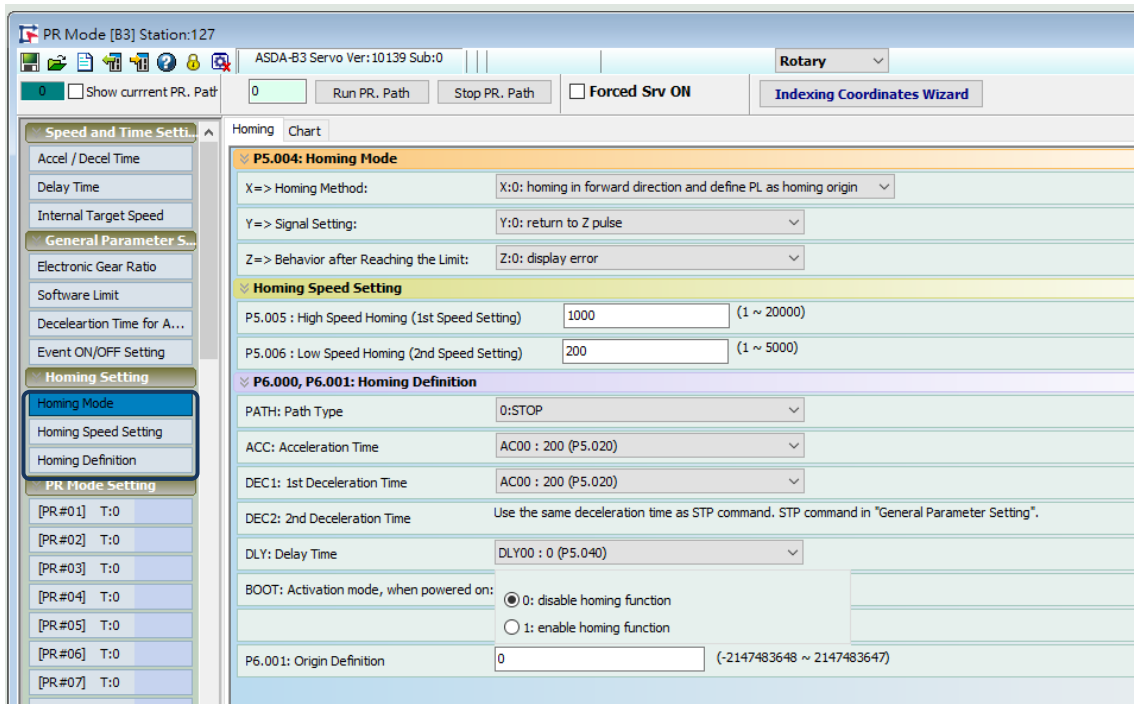 PR Mode [B3] Station:127
ASDA-B3 Servo Ver:10139 Sub:0
Rotary
0 Show currrent PR. Path 0 Run PR. Path Stop PR. Path Forced Srv ON Indexing Coordinates Wizard
Speed and Time Setti...
Accel / Decel Time
Delay Time
Internal Target Speed
General Parameter S...
Electronic Gear Ratio
Software Limit
Deceleartion Time for A...
Event ON/OFF Setting
Homing Setting
Homing Mode
Homing Speed Setting
Homing Definition
PR Mode Setting
[PR#01] T:0
[PR#02] T:0
[PR#03] T:0
[PR#04] T:0
[PR#05] T:0
[PR#06] T:0
[PR#07] T:0
Homing Chart
P5.004: Homing Mode
X=> Homing Method: X:0: homing in forward direction and define PL as homing origin
Y=> Signal Setting: Y:0: return to Z pulse
Z=> Behavior after Reaching the Limit: Z:0: display error
Homing Speed Setting
P5.005 : High Speed Homing (1st Speed Setting) 1000 (1 ~ 20000)
P5.006 : Low Speed Homing (2nd Speed Setting) 200 (1 ~ 5000)
P6.000, P6.001: Homing Definition
PATH: Path Type 0:STOP
ACC: Acceleration Time AC00 : 200 (P5.020)
DEC1: 1st Deceleration Time AC00 : 200 (P5.020)
DEC2: 2nd Deceleration Time Use the same deceleration time as STP command. STP command in "General Parameter Setting".
DLY: Delay Time DLY00 : 0 (P5.040)
BOOT: Activation mode, when powered on:
0: disable homing function
1: enable homing function
P6.001: Origin Definition 0 (-2147483648 ~ 2147483647)